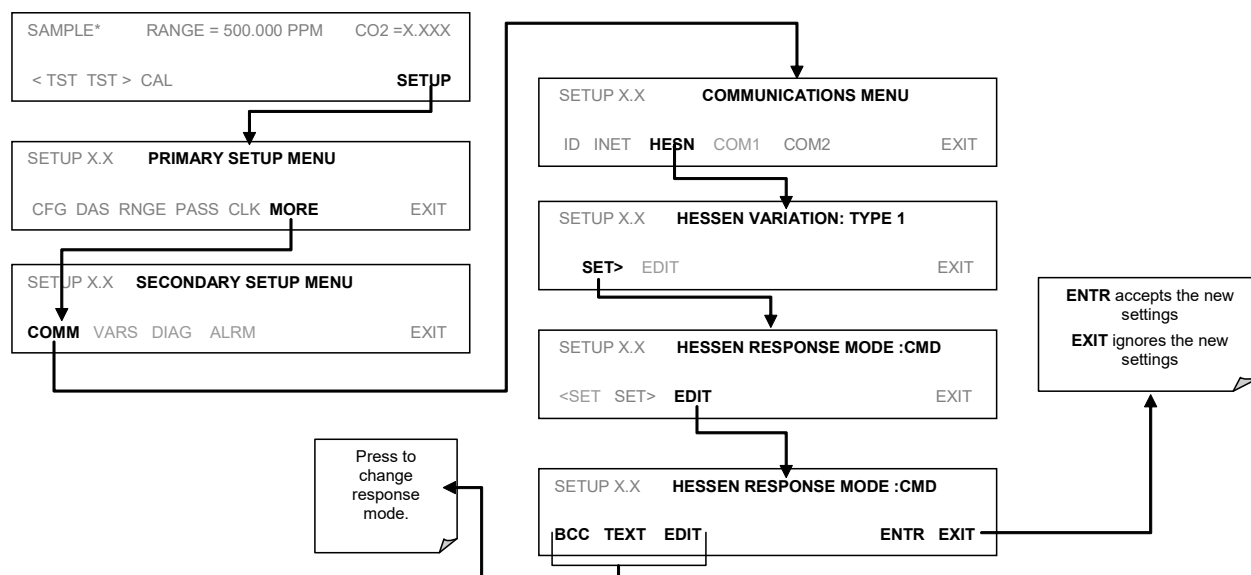 SAMPLE* RANGE = 500.000 PPM CO2 =X.XXX
< TST TST > CAL SETUP
SETUP X.X PRIMARY SETUP MENU
CFG DAS RNGE PASS CLK MORE EXIT
SETUP X.X SECONDARY SETUP MENU
COMM VARS DIAG ALRM EXIT
SETUP X.X COMMUNICATIONS MENU
ID INET HESN COM1 COM2 EXIT
SETUP X.X HESSEN VARIATION: TYPE 1
SET> EDIT EXIT
SETUP X.X HESSEN RESPONSE MODE :CMD
<SET SET> EDIT EXIT
SETUP X.X HESSEN RESPONSE MODE :CMD
BCC TEXT EDIT ENTR EXIT
ENTR accepts the new
settings
EXIT ignores the new
settings
Press to
change
response
mode.